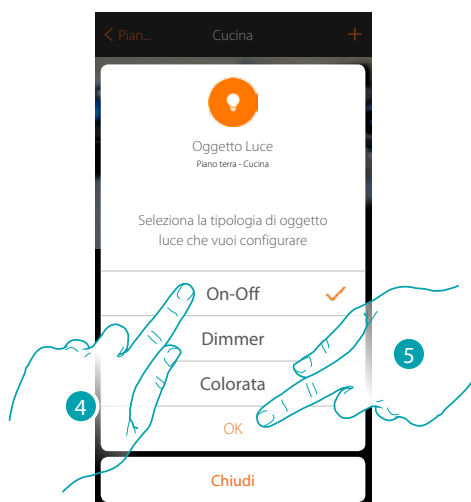 Pian... Cucina +
Oggetto Luce
Piano terra - Cucina
Seleziona la tipologia di oggetto
luce che vuoi configurare
On-Off
Dimmer
Colorata
OK
Chiudi
4
5